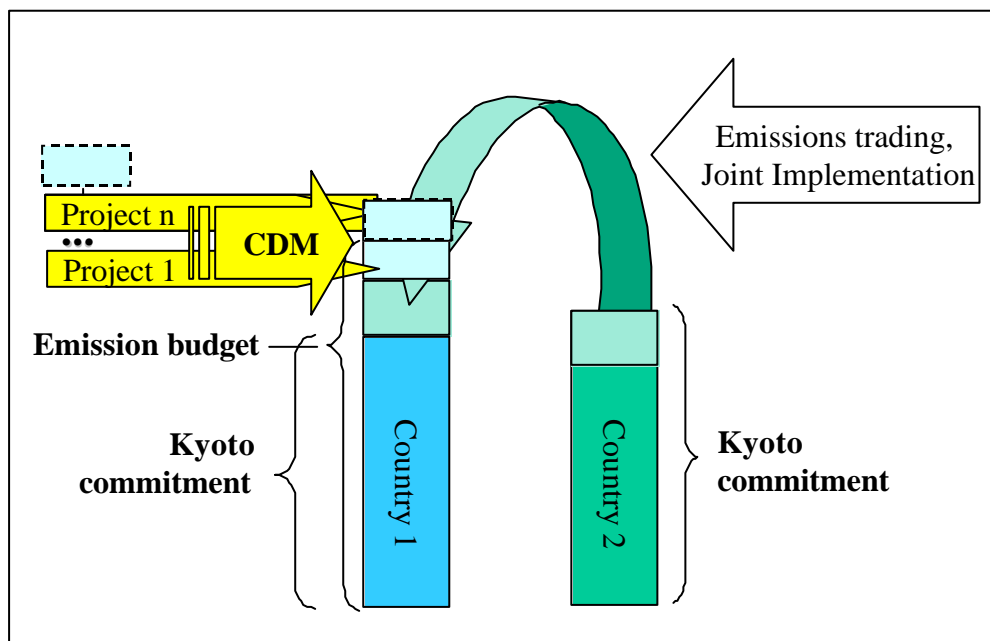 Emissions trading,
Joint Implementation
Project n
...
CDM
Project 1
Emission budget
Kyoto
commitment
Country 1
Country 2
Kyoto
commitment